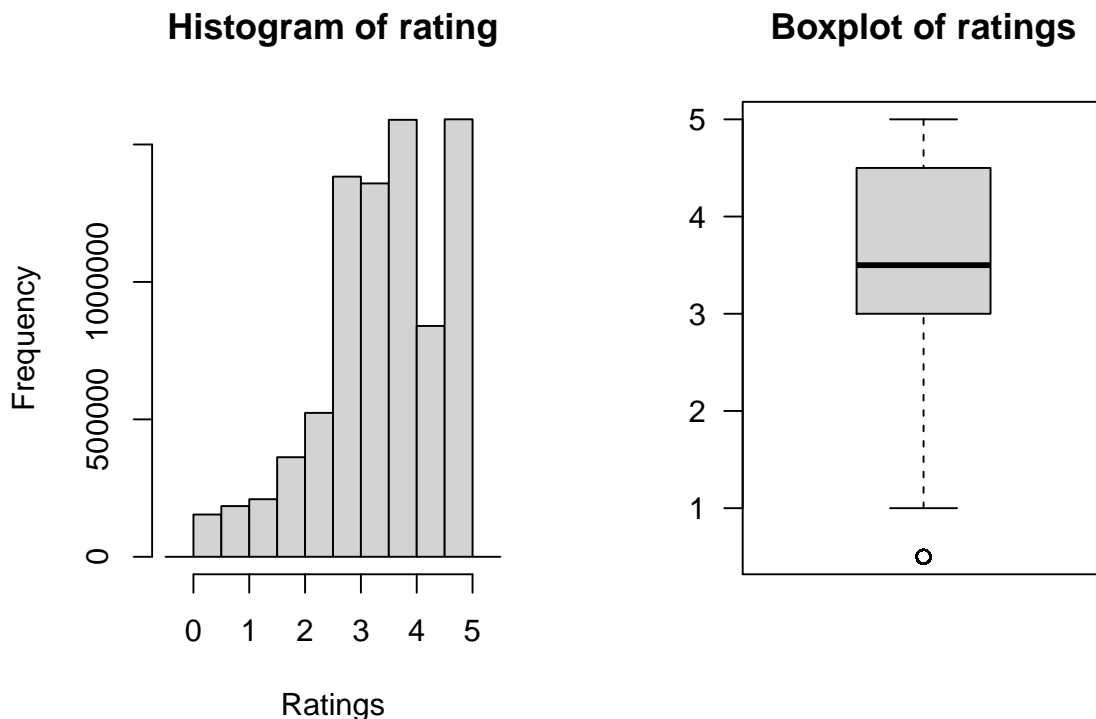 Histogram of rating
Frequency
0
500000
1000000
0 1 2 3 4 5
Ratings
Boxplot of ratings
5
4
3
2
1